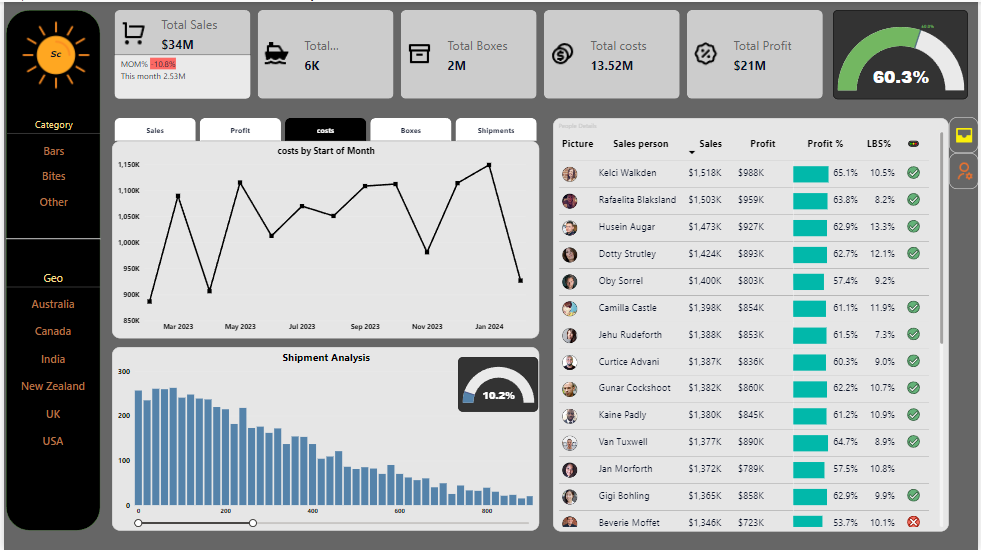 Sc
Category
Bars
Bites
Other
Geo
Australia
Canada
India
New Zealand
UK
USA
Total Sales
$34M
MOM% -10.8%
This month 2.53M
Total...
6K
Total Boxes
2M
Total costs
13.52M
Total Profit
$21M
60.0%
60.3%
Sales Profit costs Boxes Shipments
costs by Start of Month
1,150K
1,100K
1,050K
1,000K
950K
900K
850K
Mar 2023 May 2023 Jul 2023 Sep 2023 Nov 2023 Jan 2024
Shipment Analysis
10.2%
300
200
100
0
0 200 400 600 800
People Details
Picture Sales person Sales Profit Profit % LBS%
Kelci Walkden $1,518K $988K 65.1% 10.5%
Rafaelita Blaksland $1,503K $959K 63.8% 8.2%
Husein Augar $1,473K $927K 62.9% 13.3%
Dotty Strutley $1,424K $893K 62.7% 12.1%
Oby Sorrel $1,400K $803K 57.4% 9.2%
Camilla Castle $1,398K $854K 61.1% 11.9%
Jehu Rudeforth $1,388K $853K 61.5% 7.3%
Curtice Advani $1,387K $836K 60.3% 9.0%
Gunar Cockshoot $1,382K $860K 62.2% 10.7%
Kaine Padly $1,380K $845K 61.2% 10.9%
Van Tuxwell $1,377K $890K 64.7% 8.9%
Jan Morforth $1,372K $789K 57.5% 10.8%
Gigi Bohling $1,365K $858K 62.9% 9.9%
Beverie Moffet $1,346K $723K 53.7% 10.1%